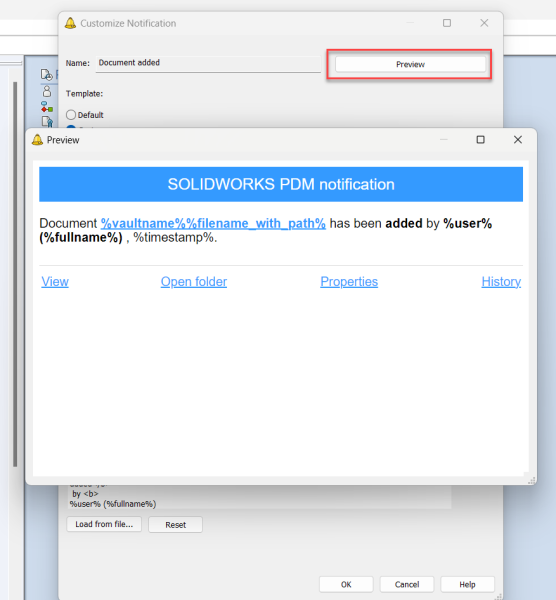 Customize Notification
Name: Document added
Preview
Template:
Default
Preview
SOLIDWORKS PDM notification
Document %vaultname%%filename_with_path% has been added by %user%
(%fullname%) , %timestamp%.
View Open folder Properties History
by <b>
%user% (%fullname%)
Load from file... Reset
OK Cancel Help